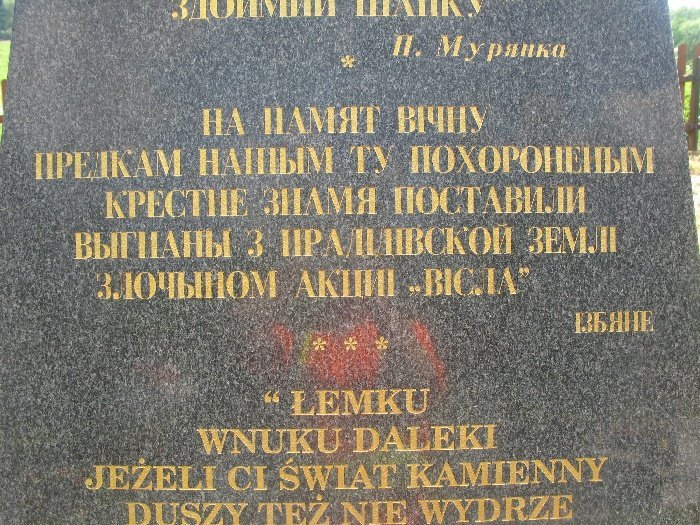 ЗДОЙМИЙ ШАПКУ"
П. Мурянка
*
НА ПАМЯТ ВІЧНУ
ПРЕДКАМ НАШЫМ ТУ ПОХОРОНЕНЫМ
КРЕСТНЕ ЗНАМЯ ПОСТАВИЛИ
ВЫГНАНЫ З ПРАДІДІВСКОЙ ЗЕМЛІ
ЗЛОЧЫНОМ АКЦИІ „ВІСЛА”
ІЗБЯНЕ
* * *
“ ŁEMKU
WNUKU DALEKI
JEŻELI CI ŚWIAT KAMIENNY
DUSZY TEŻ NIE WYDRZE